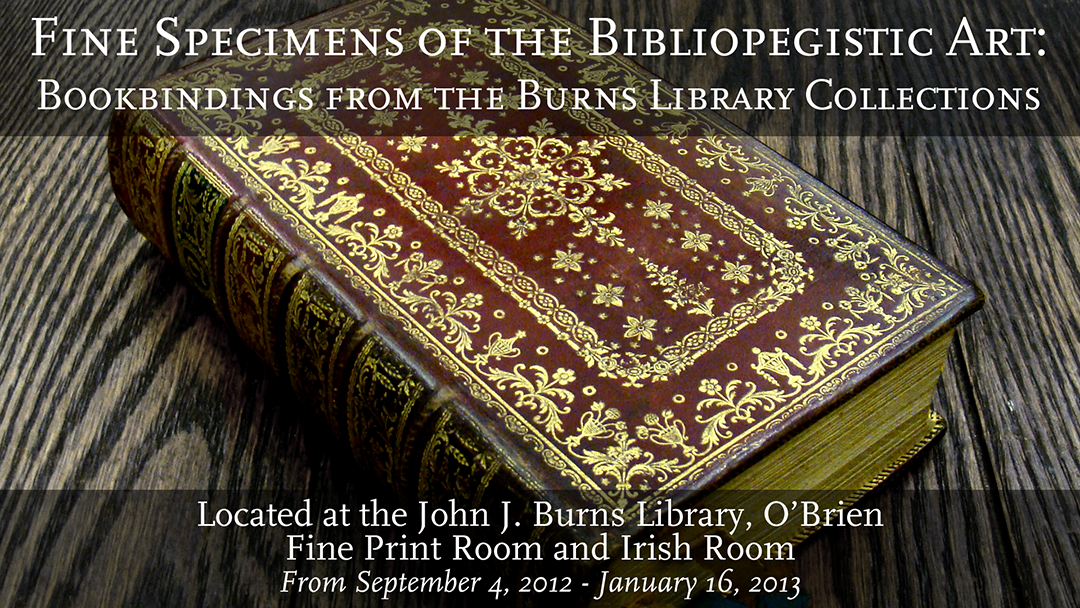 Fine Specimens of the Bibliopegistic Art:
Bookbindings from the Burns Library Collections
Located at the John J. Burns Library, O’Brien
Fine Print Room and Irish Room
From September 4, 2012 - January 16, 2013